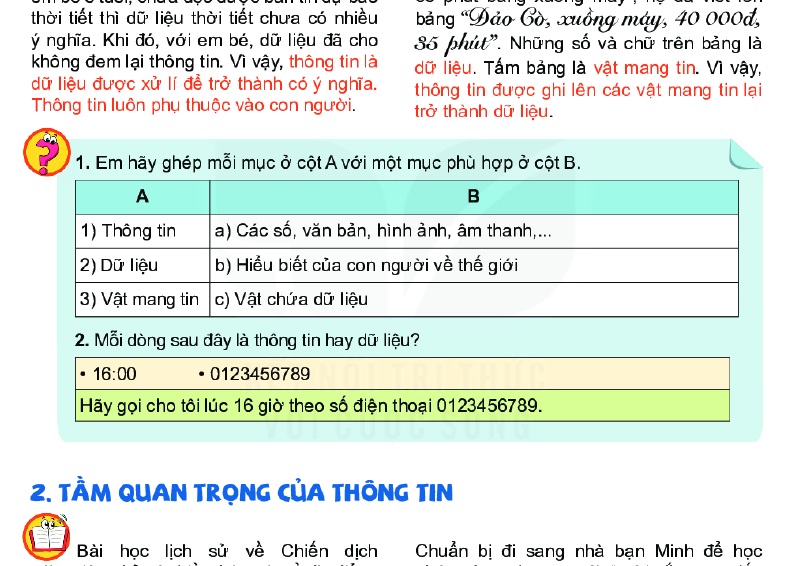 thời tiết thì dữ liệu thời tiết chưa có nhiều
ý nghĩa. Khi đó, với em bé, dữ liệu đã cho
không đem lại thông tin. Vì vậy, thông tin là
dữ liệu được xử lí để trở thành có ý nghĩa.
Thông tin luôn phụ thuộc vào con người.
bảng “Đảo Cò, xuồng máy, 40 000đ,
35 phút”. Những số và chữ trên bảng là
dữ liệu. Tấm bảng là vật mang tin. Vì vậy,
thông tin được ghi lên các vật mang tin lại
trở thành dữ liệu.
1. Em hãy ghép mỗi mục ở cột A với một mục phù hợp ở cột B.
A B
1) Thông tin a) Các số, văn bản, hình ảnh, âm thanh,...
2) Dữ liệu b) Hiểu biết của con người về thế giới
3) Vật mang tin c) Vật chứa dữ liệu
2. Mỗi dòng sau đây là thông tin hay dữ liệu?
• 16:00 • 0123456789
Hãy gọi cho tôi lúc 16 giờ theo số điện thoại 0123456789.
2. TẦM QUAN TRỌNG CỦA THÔNG TIN
Bài học lịch sử về Chiến dịch
Chuẩn bị đi sang nhà bạn Minh để học